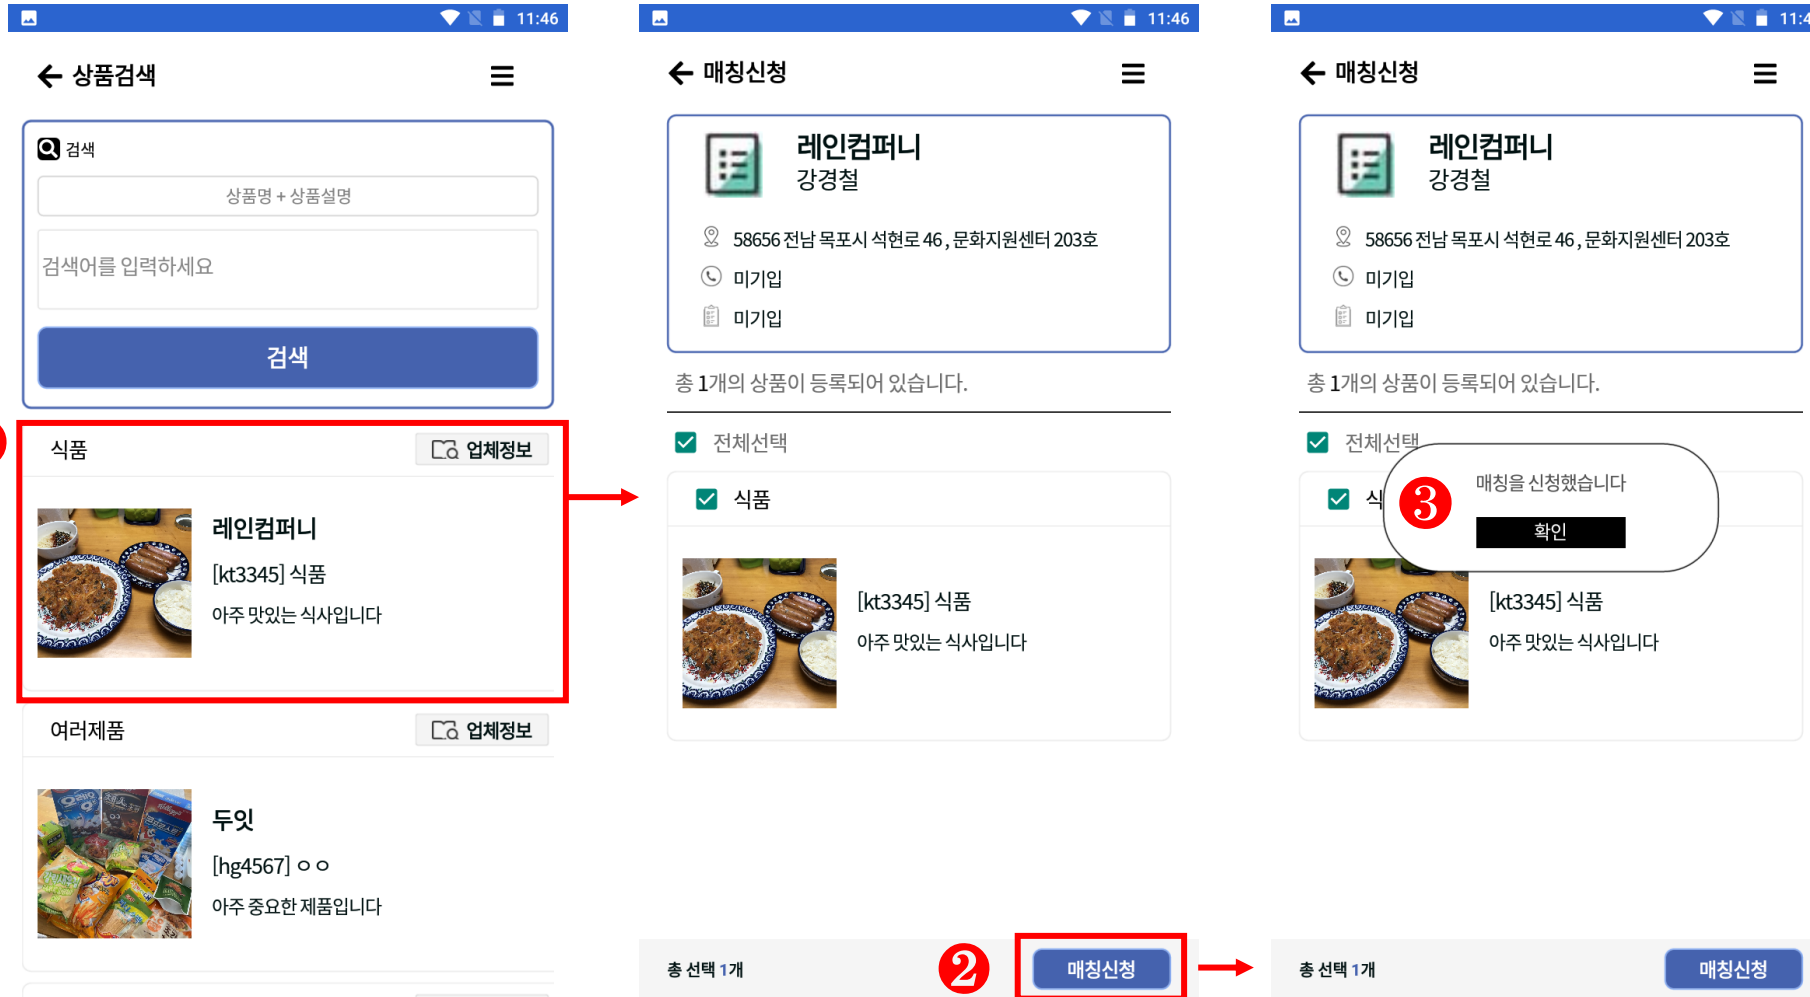 11:46
상품검색
검색
상품명 + 상품설명
검색어를 입력하세요
검색
식품
업체정보
레인컴퍼니
[kt3345] 식품
아주 맛있는 식사입니다
여러제품
업체정보
두잇
[hg4567] ㅇㅇ
아주 중요한 제품입니다
11:46
매칭신청
레인컴퍼니
강경철
58656 전남 목포시 석현로 46 , 문화지원센터 203호
미기입
미기입
총 1개의 상품이 등록되어 있습니다.
전체선택
식품
[kt3345] 식품
아주 맛있는 식사입니다
총 선택 1개
2
매칭신청
11:4
매칭신청
레인컴퍼니
강경철
58656 전남 목포시 석현로 46 , 문화지원센터 203호
미기입
미기입
총 1개의 상품이 등록되어 있습니다.
전체선택
식
3
매칭을 신청했습니다
확인
[kt3345] 식품
아주 맛있는 식사입니다
총 선택 1개
매칭신청